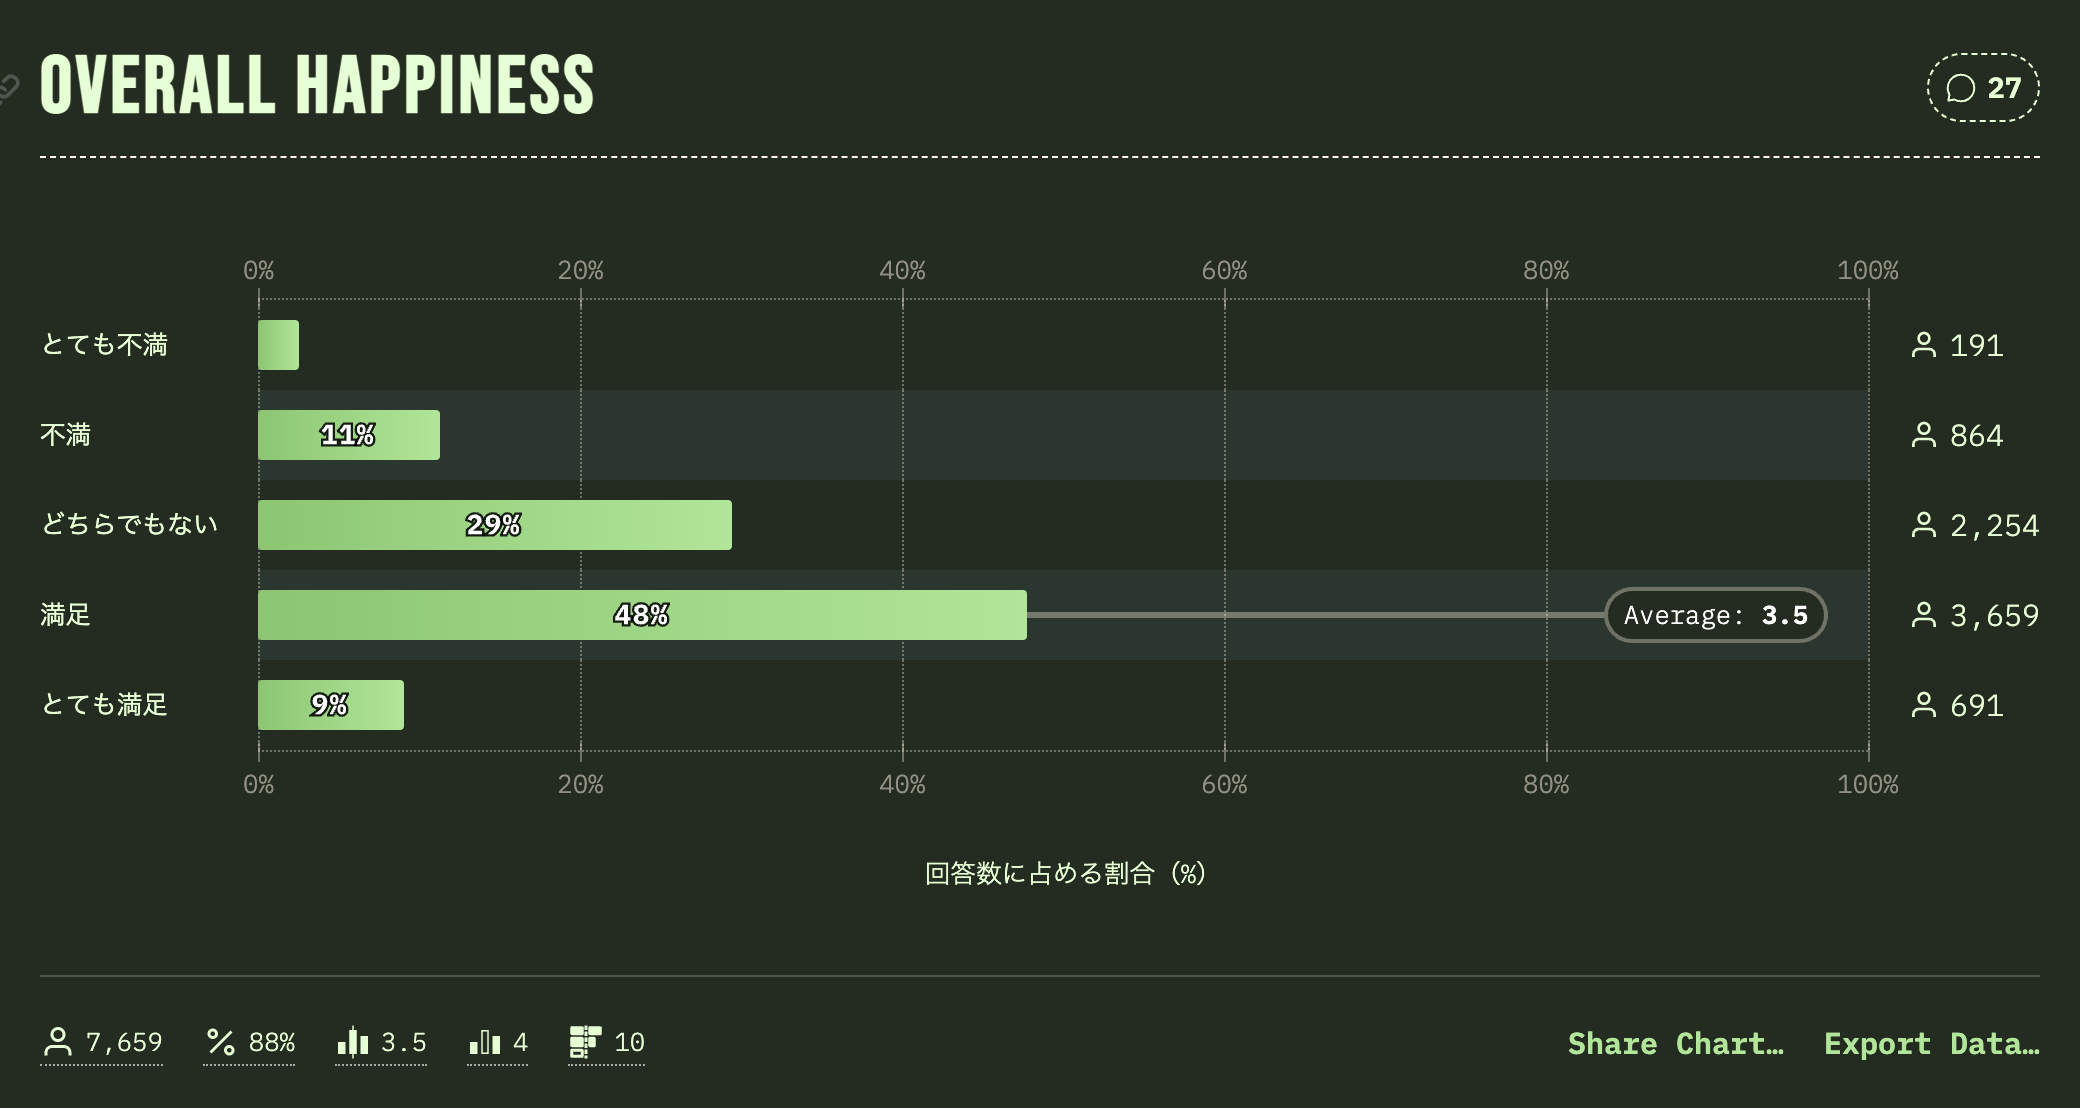 OVERALL HAPPINESS
27
0% 20% 40% 60% 80% 100%
とても不満 191
不満 11% 864
どちらでもない 29% 2,254
満足 48% Average: 3.5 3,659
とても満足 9% 691
0% 20% 40% 60% 80% 100%
回答数に占める割合 (%)
7,659 88% 3.5 4 10 Share Chart… Export Data…